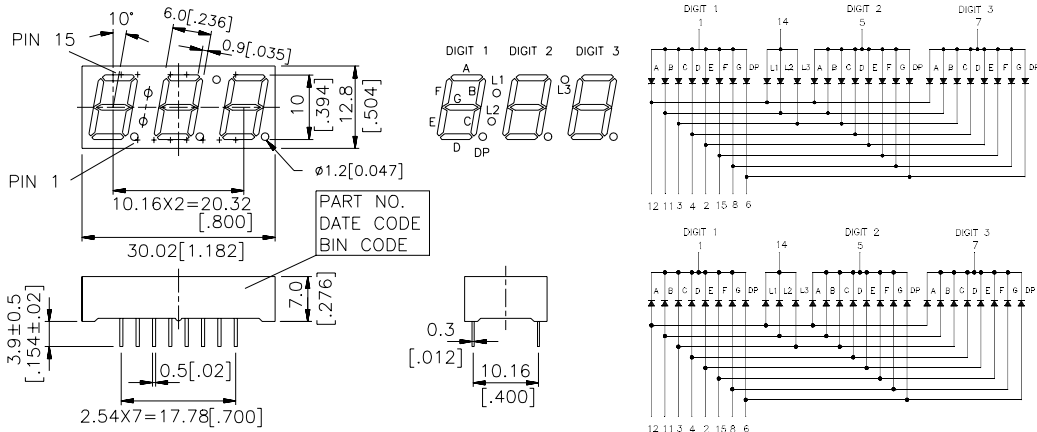 10°
6.0[.236]
PIN 15
0.9[.035]
10
[.394]
12.8
[.504]
PIN 1
ø1.2[0.047]
10.16X2=20.32
[.800]
30.02[1.182]
PART NO.
DATE CODE
BIN CODE
7.0
[.276]
3.9±0.5
[.154±.02]
0.5[.02]
2.54X7=17.78[.700]
0.3
[.012]
10.16
[.400]
DIGIT 1 DIGIT 2 DIGIT 3
A
F B L1 L3
G
E C L2
D DP
DIGIT 1 DIGIT 2 DIGIT 3
1 14 5 7
A B C D E F G DP L1 L2 L3 A B C D E F G DP A B C D E F G DP
12 11 3 4 2 15 8 6
DIGIT 1 DIGIT 2 DIGIT 3
1 14 5 7
A B C D E F G DP L1 L2 L3 A B C D E F G DP A B C D E F G DP
12 11 3 4 2 15 8 6